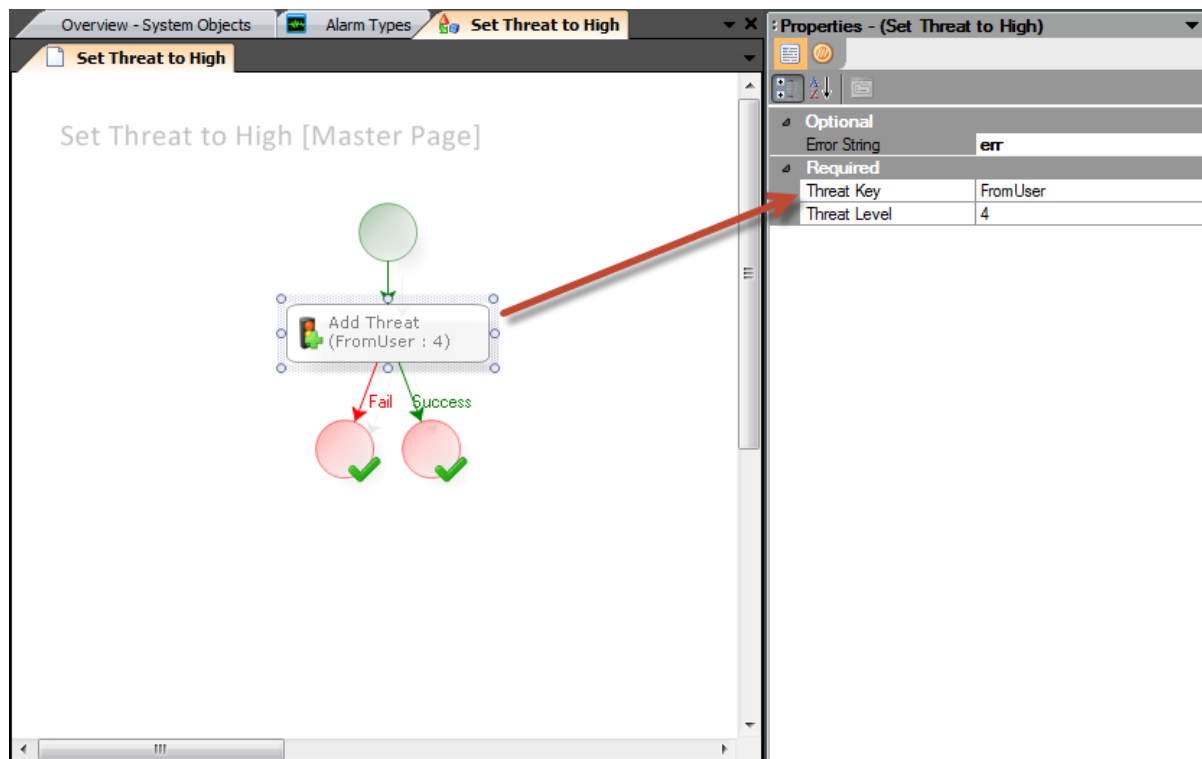 Overview - System Objects
Alarm Types
Set Threat to High
Properties - (Set Threat to High)
Set Threat to High
Set Threat to High [Master Page]
Optional
Error String
err
Required
Threat Key
FromUser
Threat Level
4
Add Threat
(FromUser : 4)
Fail
Success